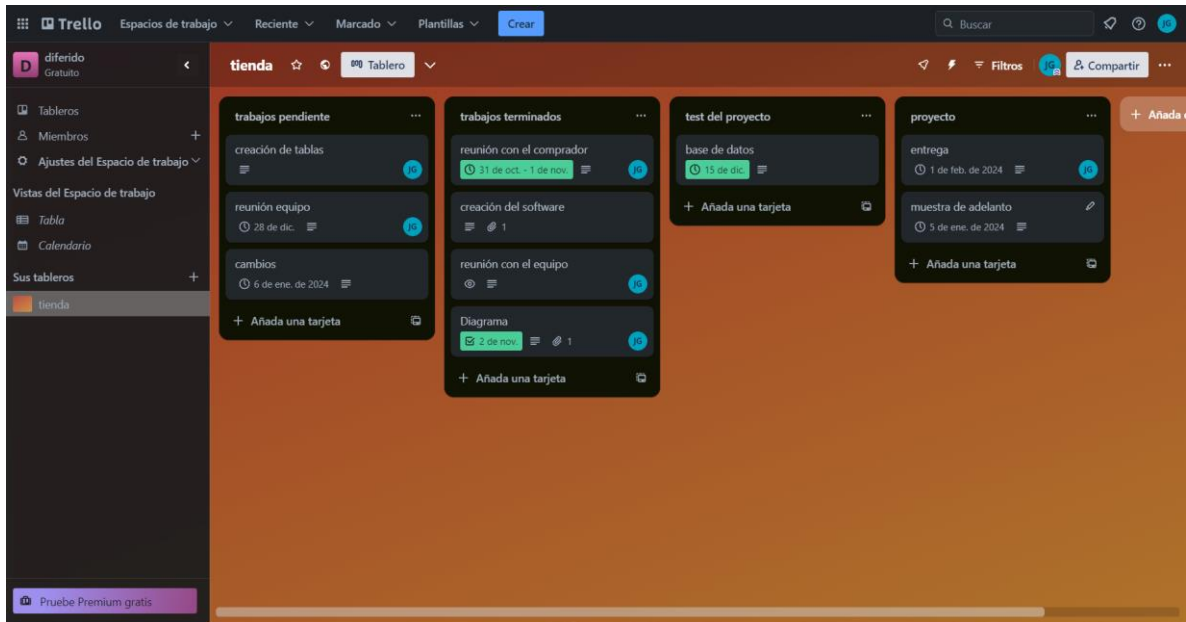 Trello
Espacios de trabajo
Reciente
Marcado
Plantillas
Crear
Buscar
JG
D
diferido
Gratuito
tienda
Tablero
Filtros
JG
Compartir
Tableros
Miembros
Ajustes del Espacio de trabajo
Vistas del Espacio de trabajo
Tabla
Calendario
Sus tableros
tienda
Pruebe Premium gratis
trabajos pendiente
creación de tablas
JG
reunión equipo
28 de dic.
JG
cambios
6 de ene. de 2024
+ Añada una tarjeta
trabajos terminados
reunión con el comprador
31 de oct. - 1 de nov.
JG
creación del software
1
reunión con el equipo
JG
Diagrama
2 de nov.
1
JG
+ Añada una tarjeta
test del proyecto
base de datos
15 de dic.
+ Añada una tarjeta
proyecto
entrega
1 de feb. de 2024
JG
muestra de adelanto
5 de ene. de 2024
+ Añada una tarjeta
+ Añada